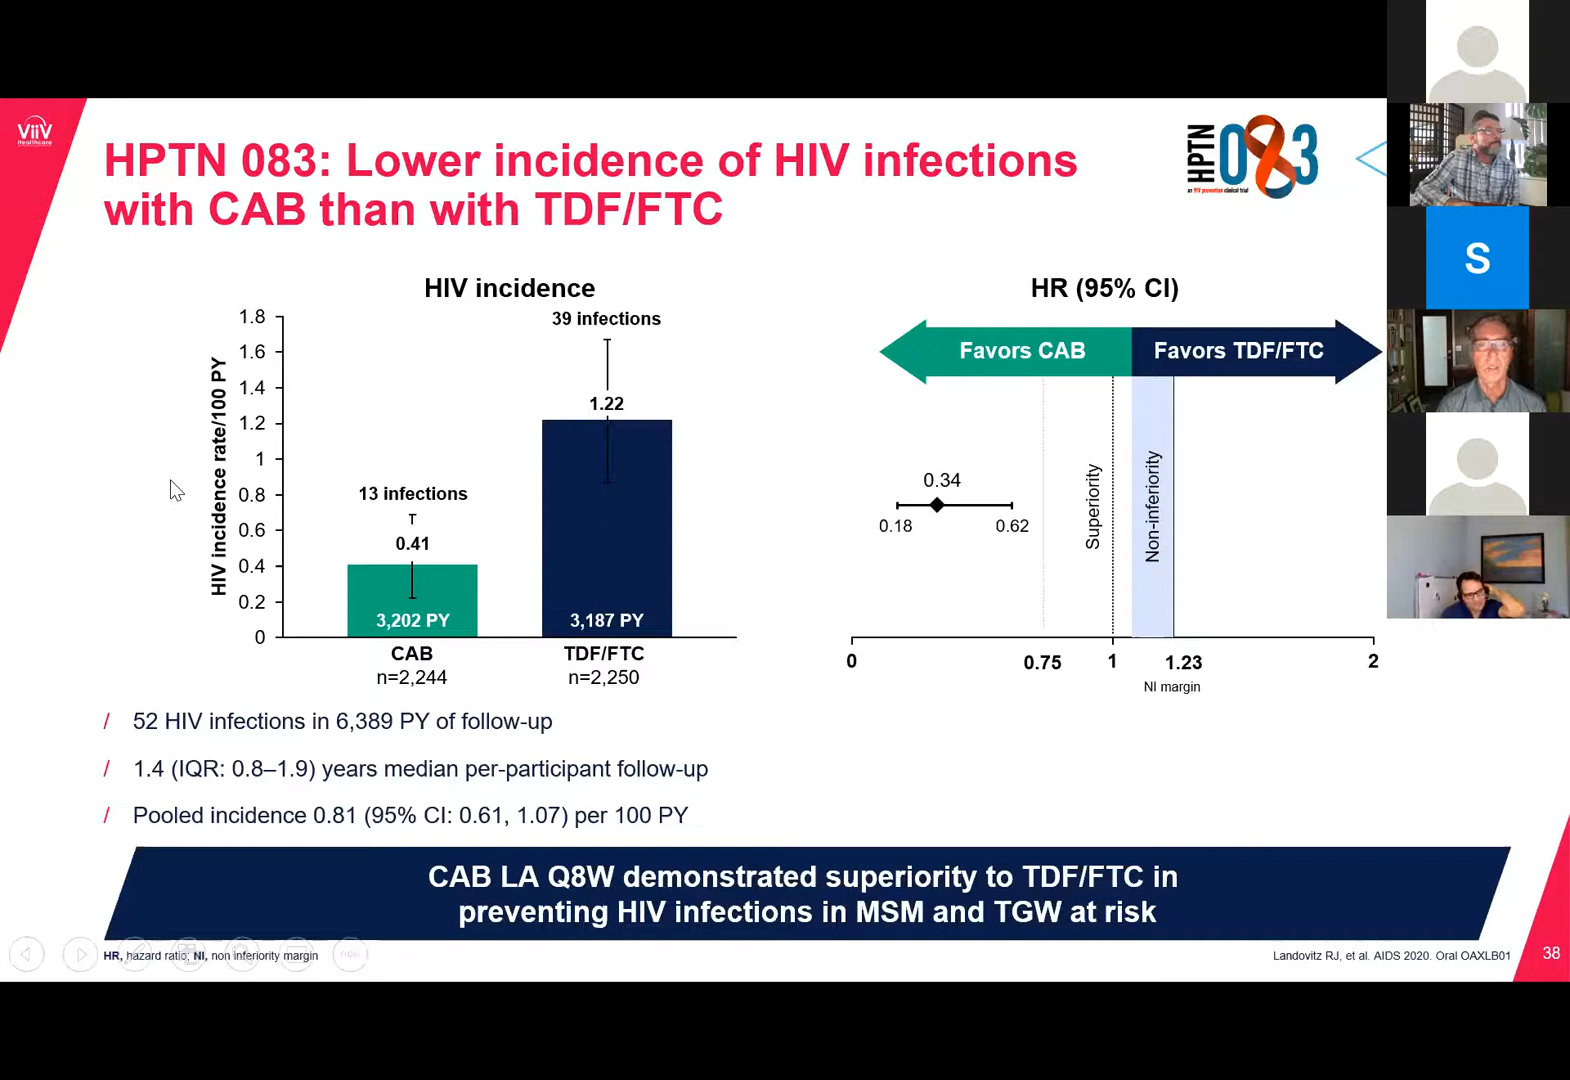 ViiV
Healthcare
HPTN 083: Lower incidence of HIV infections
with CAB than with TDF/FTC
HPTN
083
an HIV prevention clinical trial
S
HIV incidence
HIV incidence rate/100 PY
1.8
1.6
1.4
1.2
1
0.8
0.6
0.4
0.2
0
13 infections
0.41
3,202 PY
CAB
n=2,244
39 infections
1.22
3,187 PY
TDF/FTC
n=2,250
HR (95% CI)
Favors CAB
Favors TDF/FTC
0.34
0.18
0.62
Superiority
Non-inferiority
0
0.75
1
1.23
2
NI margin
/ 52 HIV infections in 6,389 PY of follow-up
/ 1.4 (IQR: 0.8–1.9) years median per-participant follow-up
/ Pooled incidence 0.81 (95% CI: 0.61, 1.07) per 100 PY
CAB LA Q8W demonstrated superiority to TDF/FTC in
preventing HIV infections in MSM and TGW at risk
HR, hazard ratio; NI, non inferiority margin
Landovitz RJ, et al. AIDS 2020. Oral OAXLB01
38